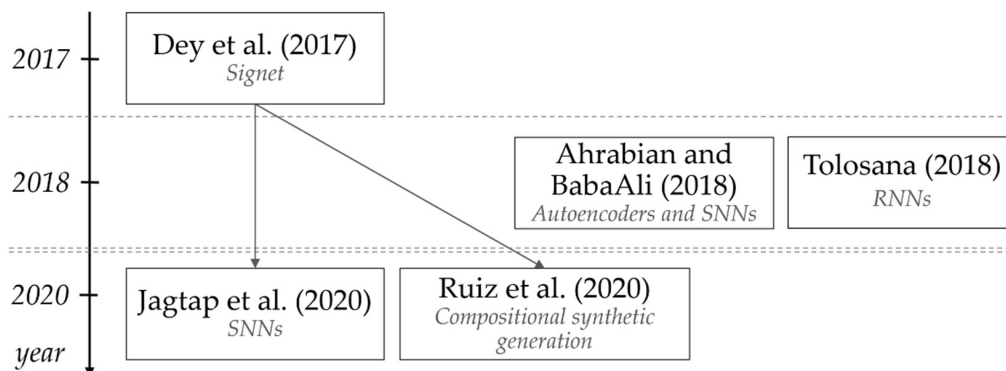 2017
Dey et al. (2017)
Signet
2018
Ahrabian and
BabaAli (2018)
Autoencoders and SNNs
Tolosana (2018)
RNNs
2020
Jagtap et al. (2020)
SNNs
Ruiz et al. (2020)
Compositional synthetic
generation
year